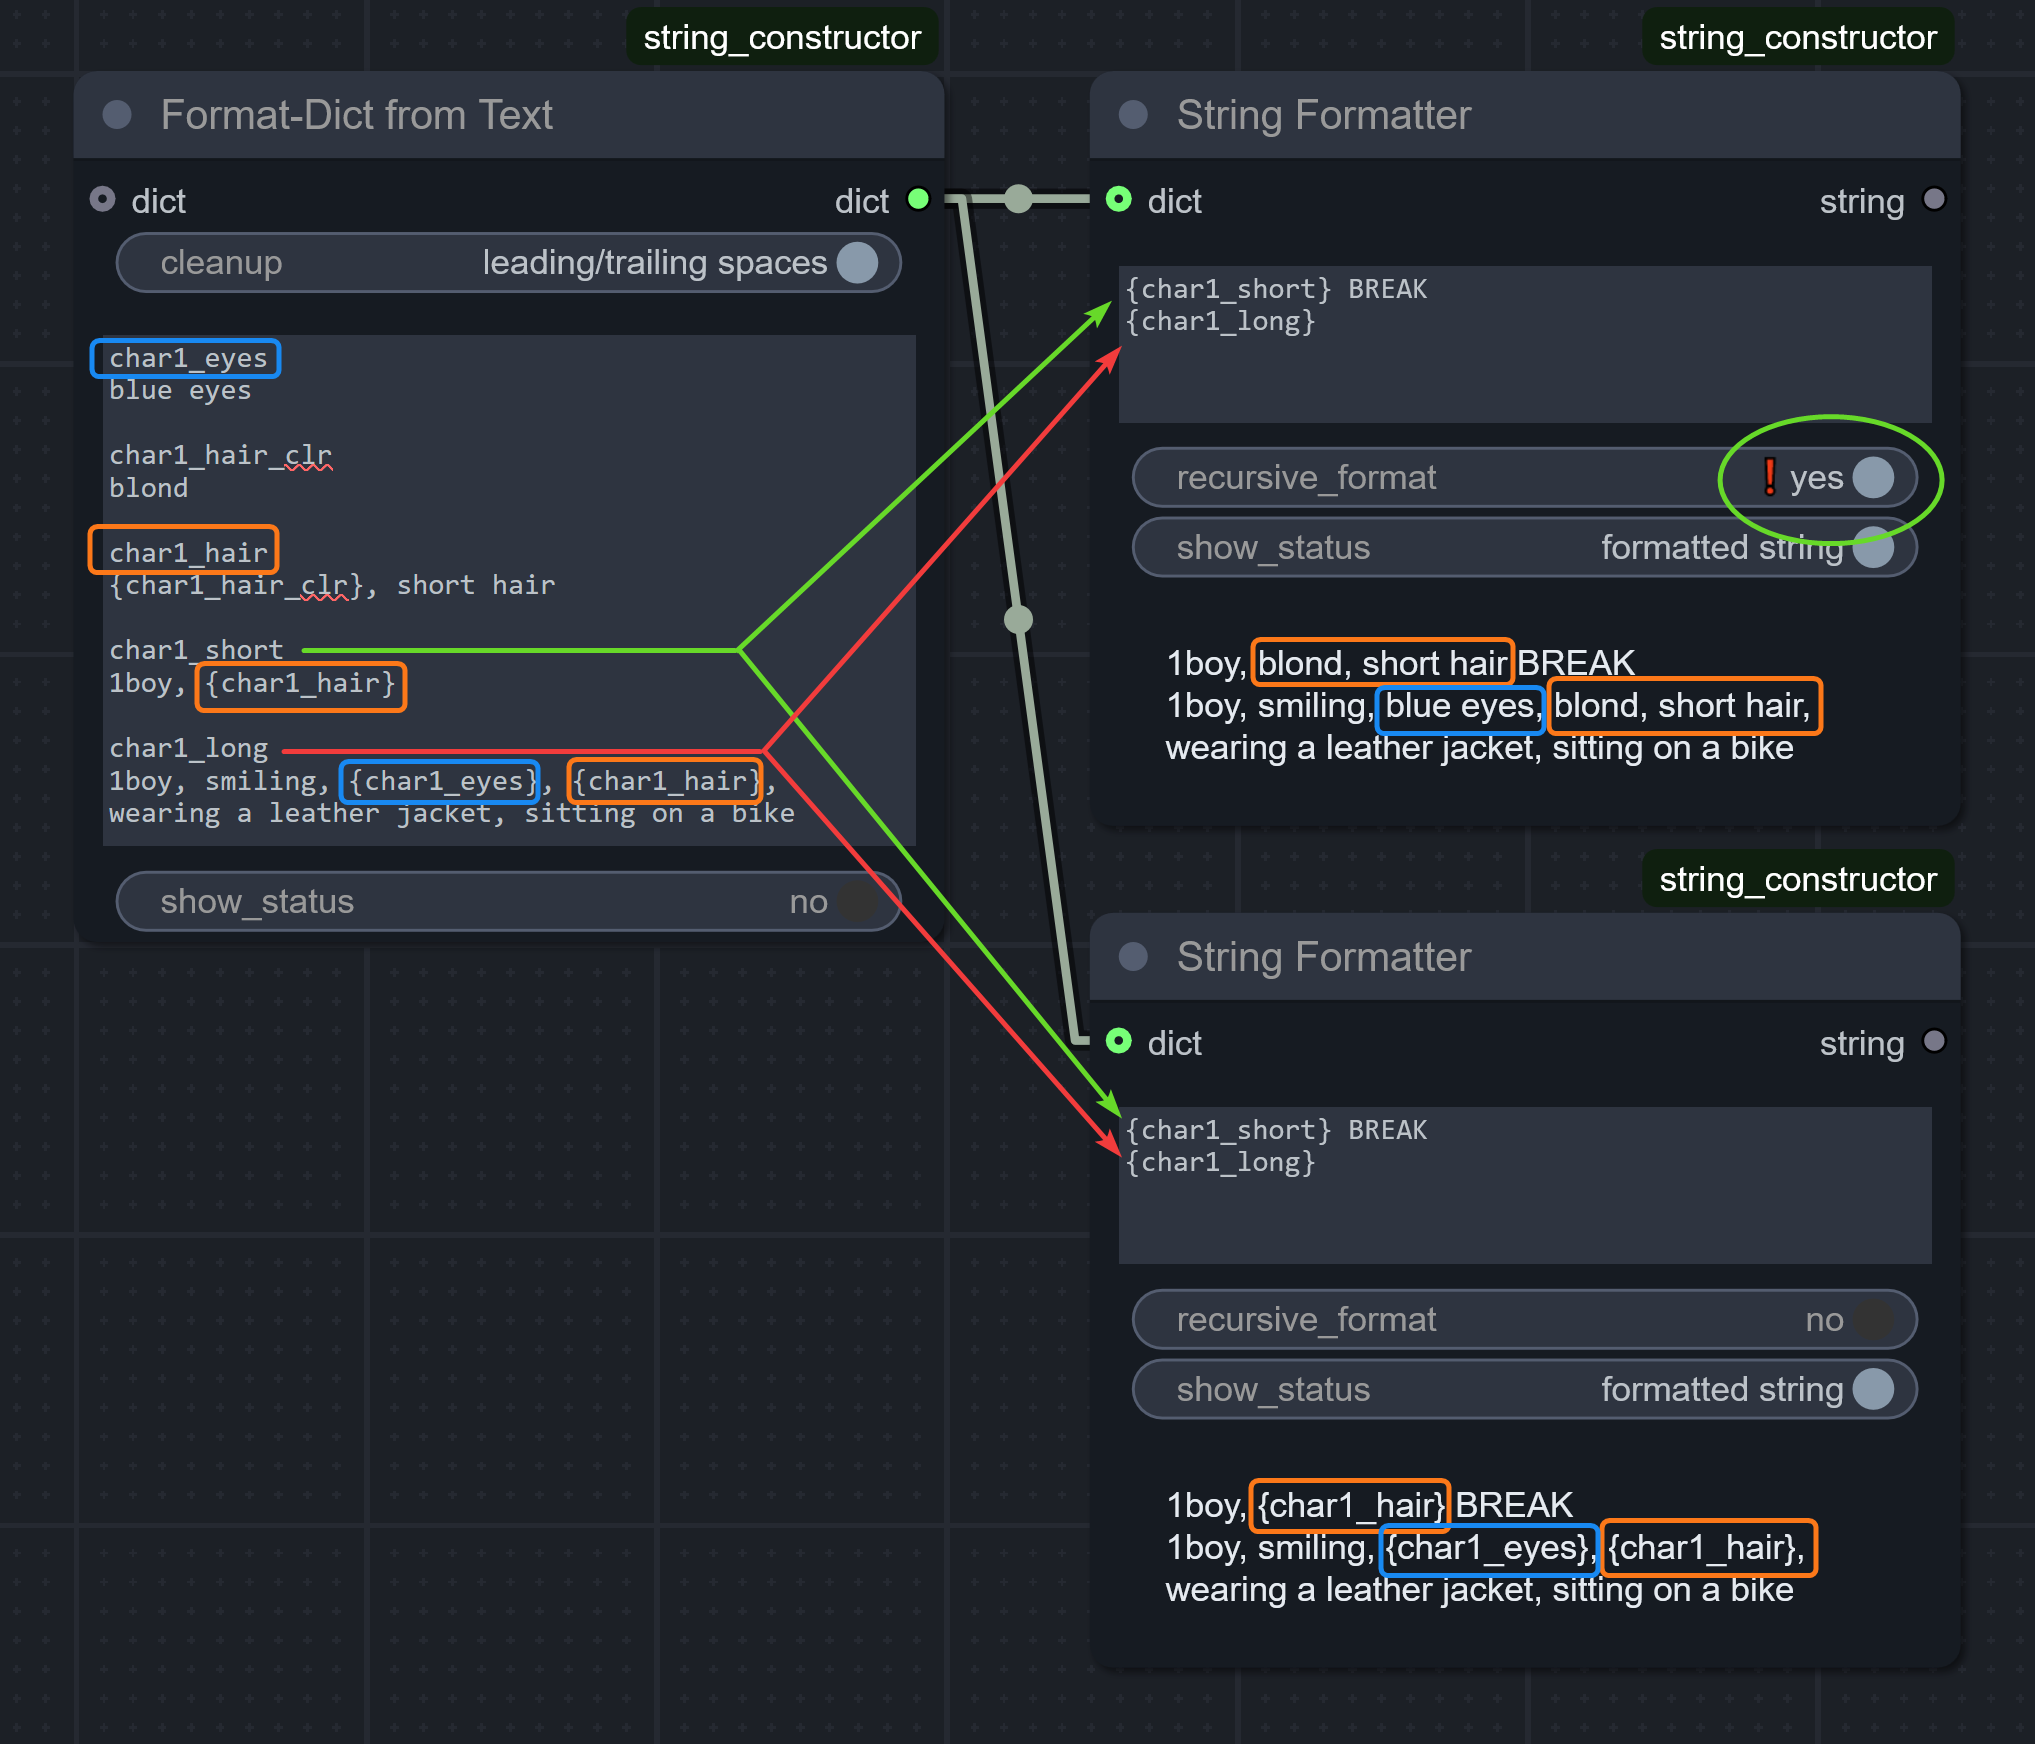 string_constructor
Format-Dict from Text
dict
dict
cleanup
leading/trailing spaces
char1_eyes
blue eyes
char1_hair_clr
blond
char1_hair
{char1_hair_clr}, short hair
char1_short
1boy, {char1_hair}
char1_long
1boy, smiling, {char1_eyes}, {char1_hair},
wearing a leather jacket, sitting on a bike
show_status
no
string_constructor
String Formatter
dict
string
{char1_short} BREAK
{char1_long}
recursive_format
❗ yes
show_status
formatted string
1boy, blond, short hair BREAK
1boy, smiling, blue eyes, blond, short hair,
wearing a leather jacket, sitting on a bike
string_constructor
String Formatter
dict
string
{char1_short} BREAK
{char1_long}
recursive_format
no
show_status
formatted string
1boy, {char1_hair} BREAK
1boy, smiling, {char1_eyes}, {char1_hair},
wearing a leather jacket, sitting on a bike